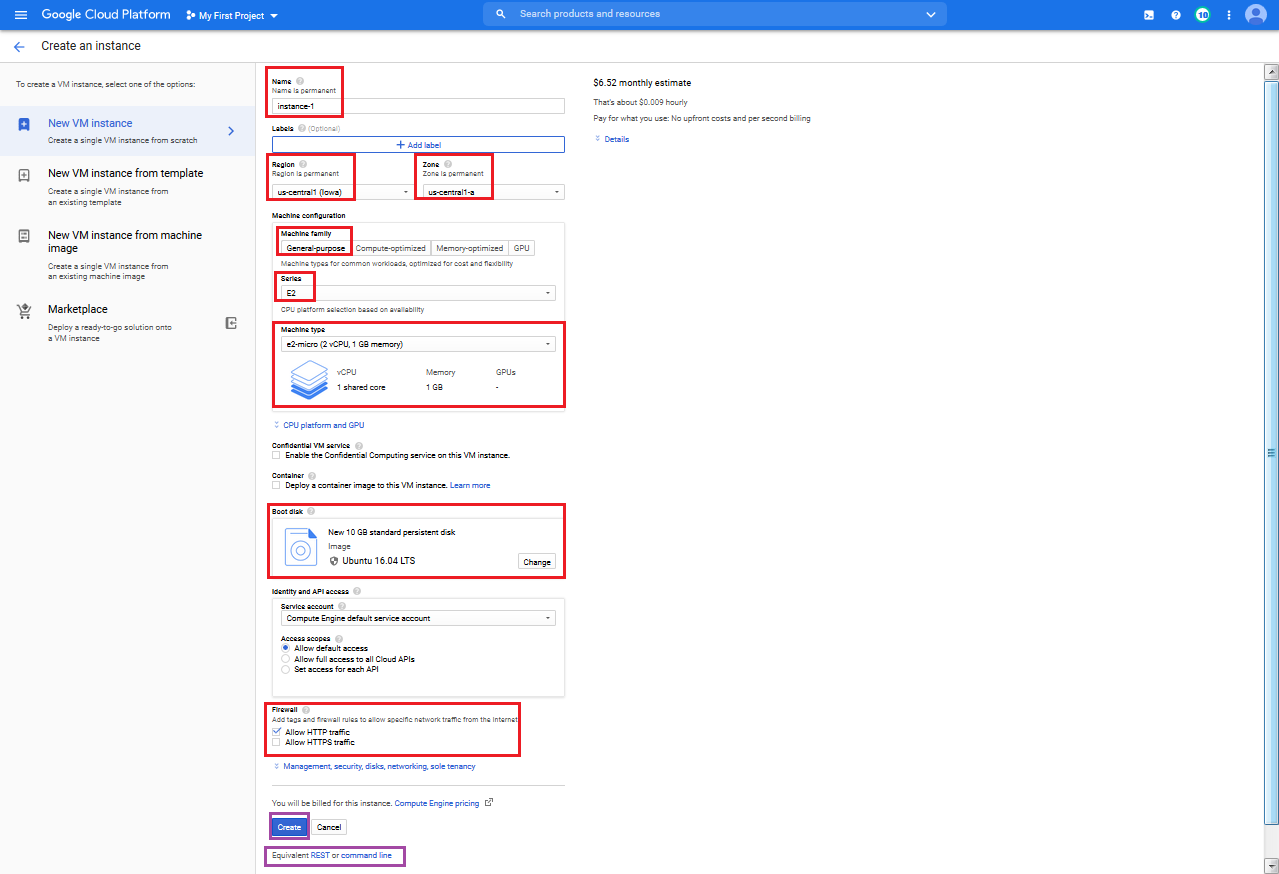 Google Cloud Platform
My First Project
Search products and resources
10
Create an instance
To create a VM instance, select one of the options:
New VM instance
Create a single VM instance from scratch
New VM instance from template
Create a single VM instance from
an existing template
New VM instance from machine
image
Create a single VM instance from
an existing machine image
Marketplace
Deploy a ready-to-go solution onto
a VM instance
Name
Name is permanent
instance-1
Labels (Optional)
Add label
Region
Region is permanent
us-central1 (Iowa)
Zone
Zone is permanent
us-central1-a
Machine configuration
Machine family
General-purpose Compute-optimized Memory-optimized GPU
Machine types for common workloads, optimized for cost and flexibility
Series
E2
CPU platform selection based on availability
Machine type
e2-micro (2 vCPU, 1 GB memory)
vCPU Memory GPUs
1 shared core 1 GB -
CPU platform and GPU
Confidential VM service
Enable the Confidential Computing service on this VM instance.
Container
Deploy a container image to this VM instance. Learn more
Boot disk
New 10 GB standard persistent disk
Image
Ubuntu 16.04 LTS
Change
Identity and API access
Service account
Compute Engine default service account
Access scopes
Allow default access
Allow full access to all Cloud APIs
Set access for each API
Firewall
Add tags and firewall rules to allow specific network traffic from the Internet
Allow HTTP traffic
Allow HTTPS traffic
Management, security, disks, networking, sole tenancy
You will be billed for this instance. Compute Engine pricing
Create Cancel
Equivalent REST or command line
$6.52 monthly estimate
That's about $0.009 hourly
Pay for what you use: No upfront costs and per second billing
Details